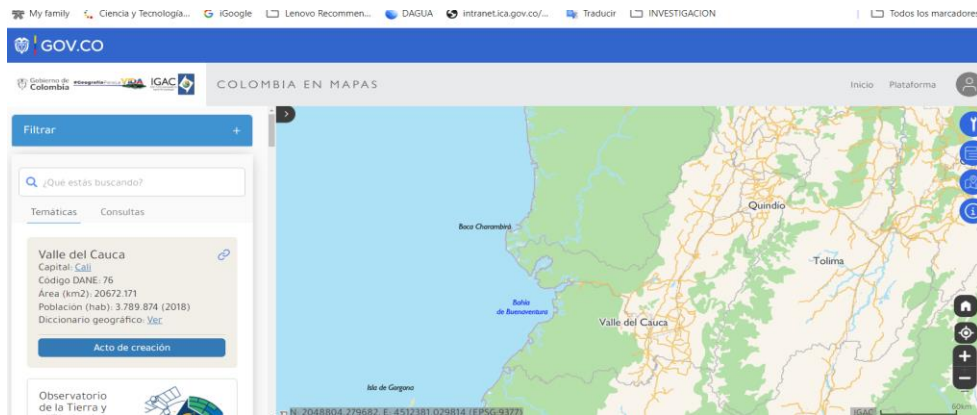 My family
Ciencia y Tecnología...
iGoogle
Lenovo Recommen...
DAGUA
intranet.ica.gov.co/...
Traducir
INVESTIGACION
Todos los marcadores
GOV.CO
Gobierno de
Colombia
IGAC
COLOMBIA EN MAPAS
Inicio
Plataforma
Filtrar
¿Qué estás buscando?
Temáticas
Consultas
Valle del Cauca
Capital: Cali
Código DANE: 76
Área (km2): 20672.171
Población (hab): 3.789.874 (2018)
Diccionario geográfico: Ver
Acto de creación
Observatorio
de la Tierra y
Quindío
Boca Charambirá
Tolima
Bahía
de Buenaventura
Valle del Cauca
Isla de Gorgona
N: 2048804.279682, E: 4512381.029814 (EPSG:9377)
IGAC
60km